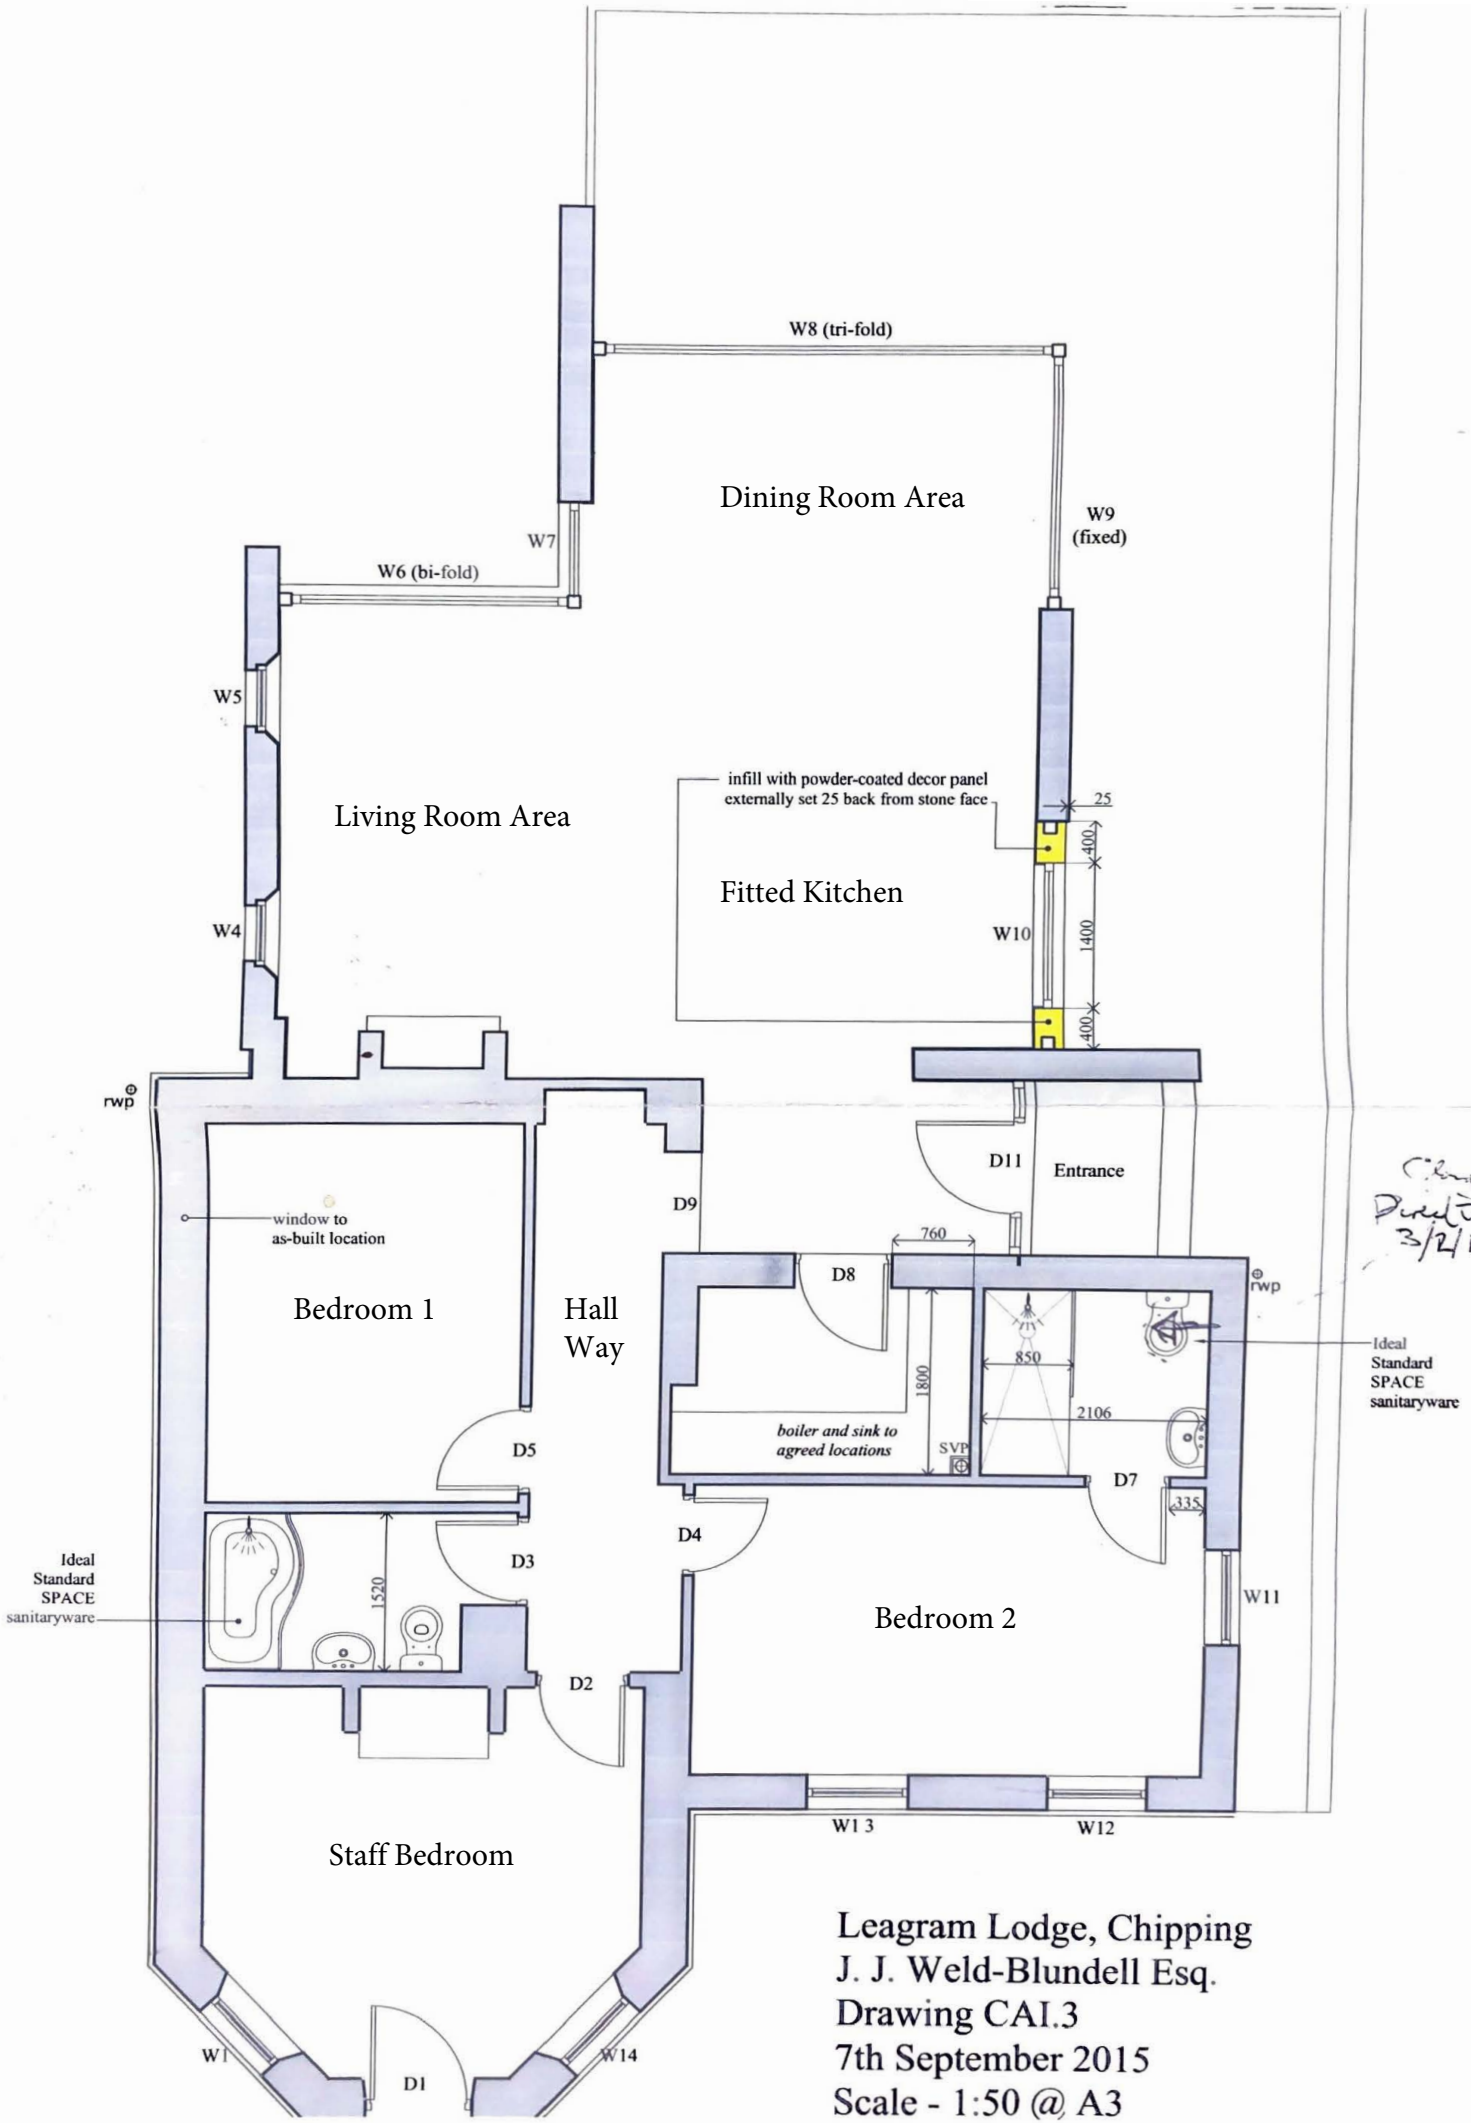 W8 (tri-fold)
Dining Room Area
W9
(fixed)
W7
W6 (bi-fold)
W5
infill with powder-coated decor panel
externally set 25 back from stone face
25
Living Room Area
400
Fitted Kitchen
W4
W10
1400
400
rwp
D11
Entrance
D9
window to
as-built location
3/2/1
760
D8
rwp
Bedroom 1
Hall
Way
Ideal
Standard
SPACE
sanitaryware
850
1800
2106
boiler and sink to
agreed locations
SVP
D5
D7
335
D4
D3
Ideal
Standard
SPACE
sanitaryware
1520
W11
Bedroom 2
D2
W1 3
W12
Staff Bedroom
Leagram Lodge, Chipping
J. J. Weld-Blundell Esq.
Drawing CAI.3
7th September 2015
Scale - 1:50 @ A3
W1
W14
D1